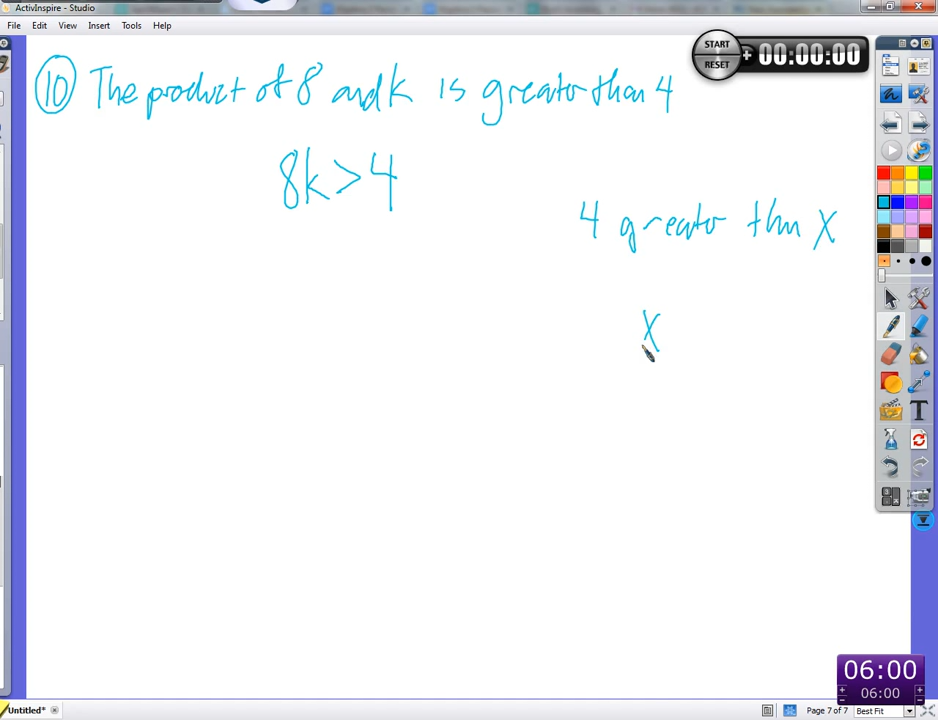 ActivInspire - Studio
File Edit View Insert Tools Help
START
RESET
+ 00:00:00
10 The product of 8 and k is greater than 4
8k > 4
4 greater thn x
x
06:00
06:00
Untitled*
Page 7 of 7 Best Fit